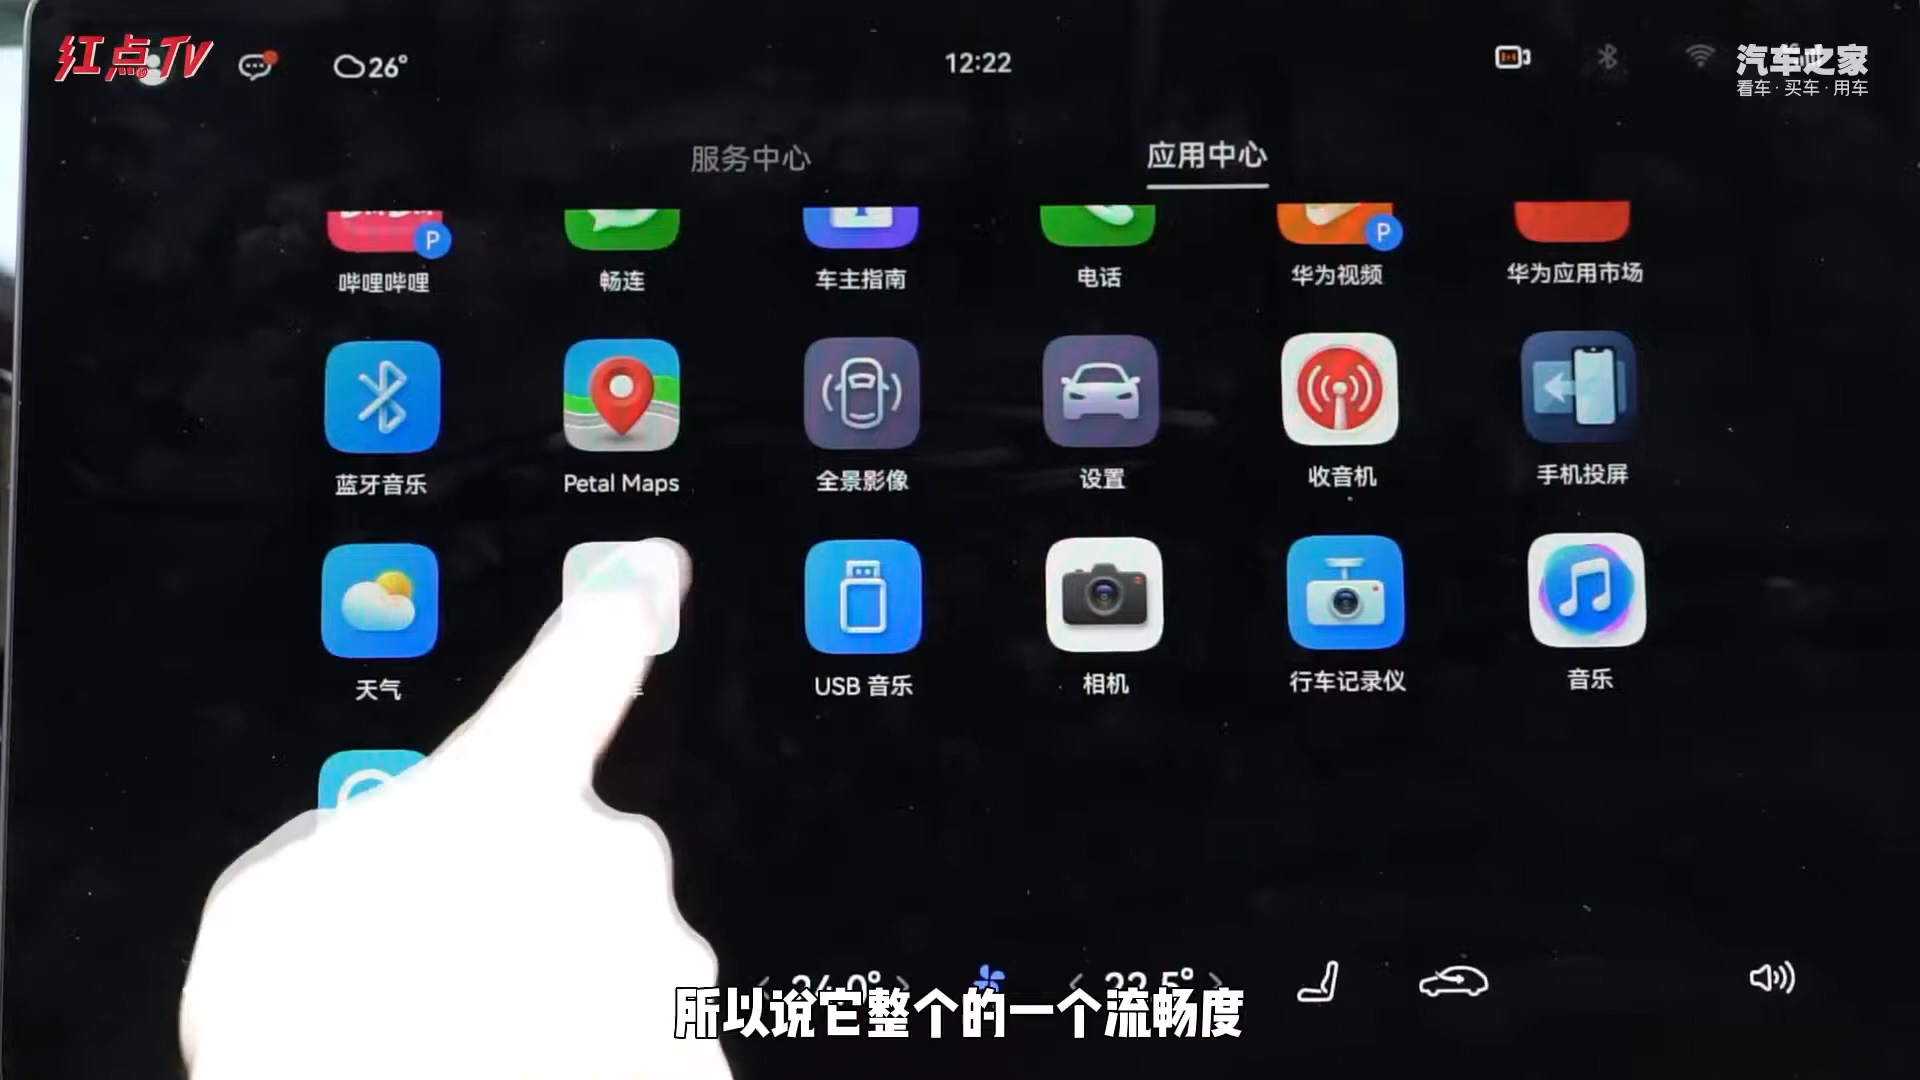 红点TV
26°
12:22
汽车之家
看车·买车·用车
服务中心
应用中心
P
P
哔哩哔哩
畅连
车主指南
电话
华为视频
华为应用市场
蓝牙音乐
Petal Maps
全景影像
设置
收音机
手机投屏
天气
USB 音乐
相机
行车记录仪
音乐
24.0°
22.5°
所以说它整个的一个流畅度